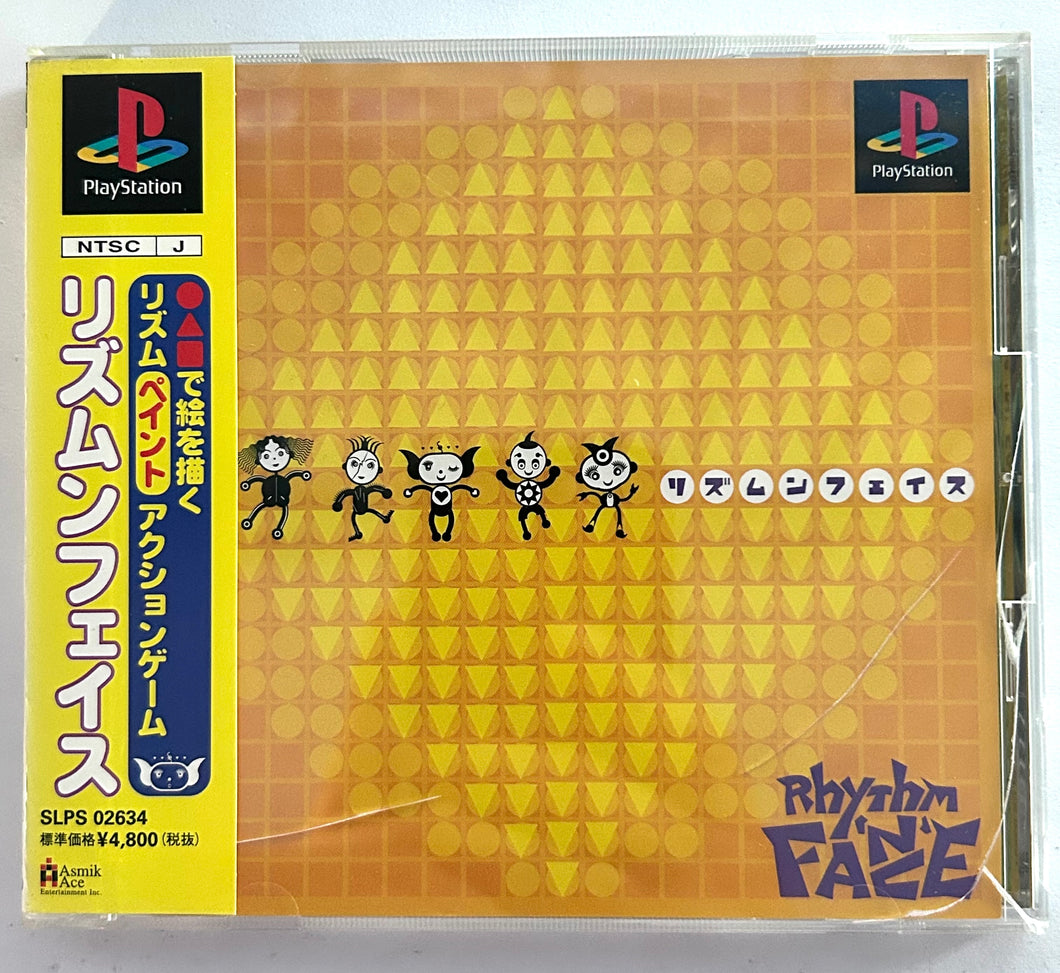 PlayStation
NTSC J
●▲■で絵を描く
リズムペイントアクションゲーム
リズムンフェイス
SLPS 02634
標準価格¥4,800(税抜)
Asmik
Ace
Entertainment Inc.
PlayStation
リズムンフェイス
Rhythm
'N'
FACE